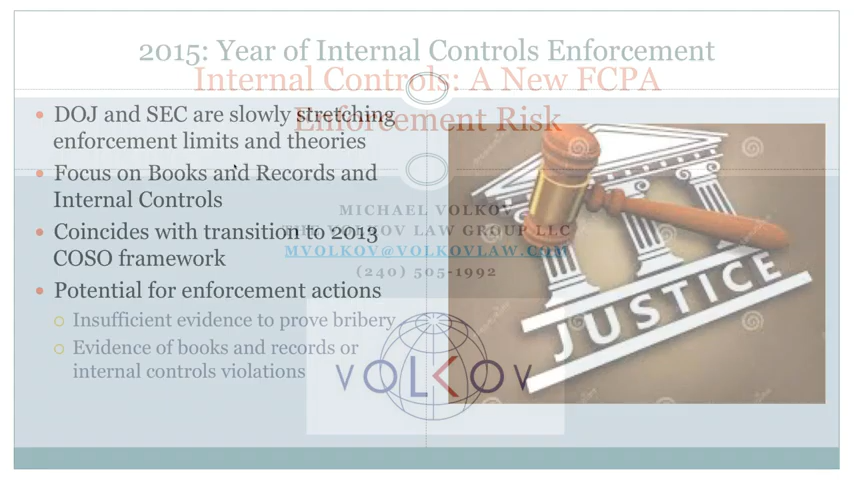 2015: Year of Internal Controls Enforcement
Internal Controls: A New FCPA
Enforcement Risk
• DOJ and SEC are slowly stretching
enforcement limits and theories
• Focus on Books and Records and
Internal Controls
• Coincides with transition to 2013
COSO framework
• Potential for enforcement actions
○ Insufficient evidence to prove bribery
○ Evidence of books and records or
internal controls violations
MICHAEL VOLKOV
THE VOLKOV LAW GROUP LLC
MVOLKOV@VOLKOVLAW.COM
(240) 505-1992
VOLKOV
JUSTICE